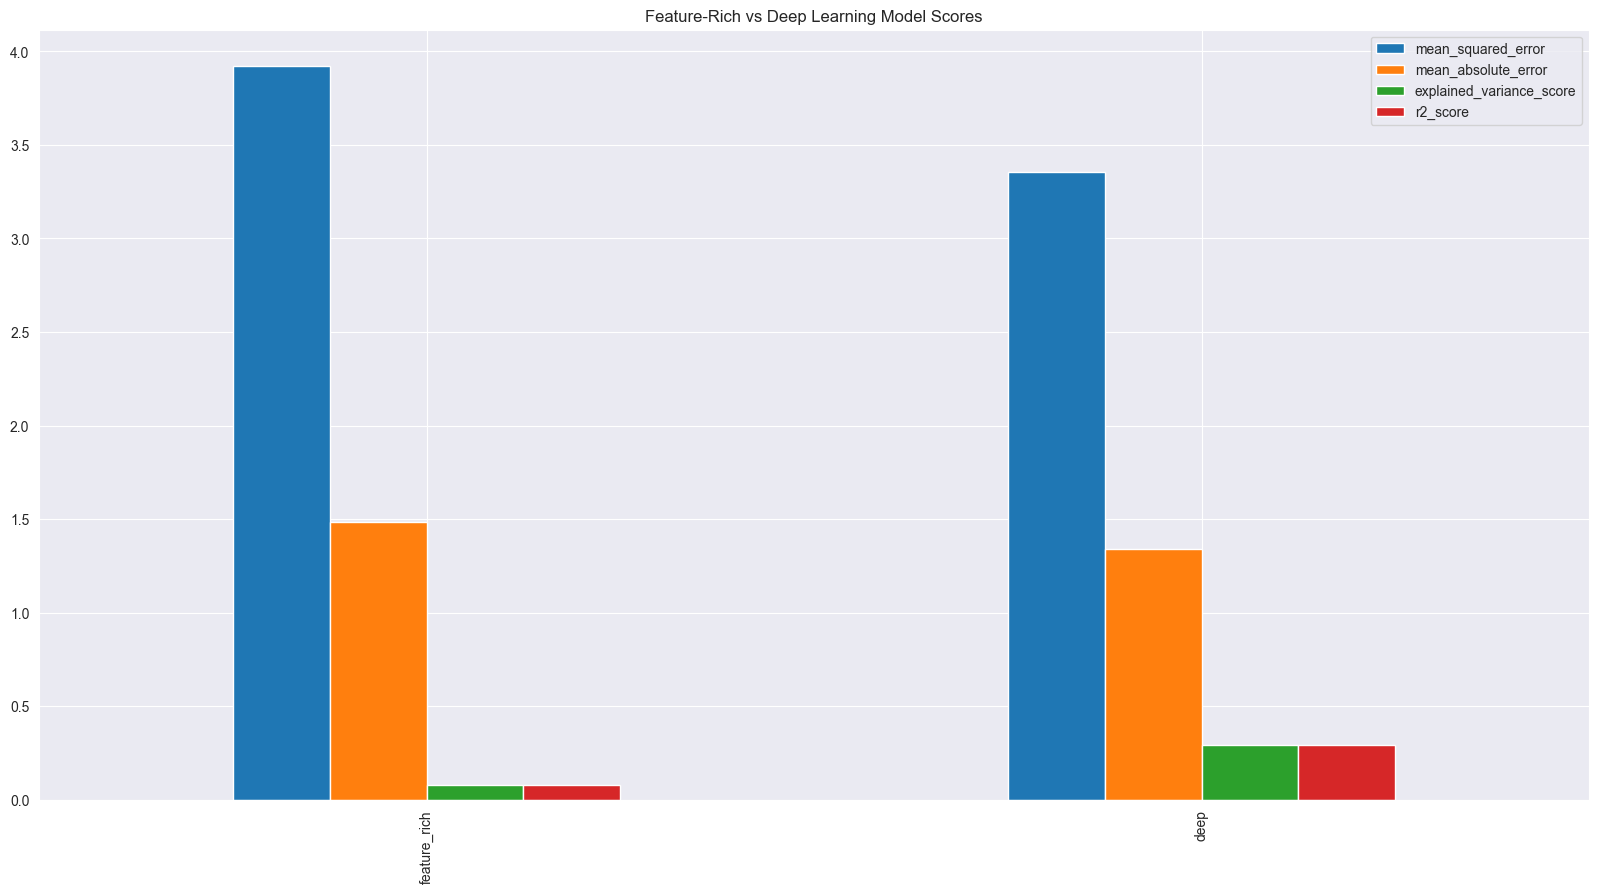 Feature-Rich vs Deep Learning Model Scores
mean_squared_error
mean_absolute_error
explained_variance_score
r2_score
4.0
3.5
3.0
2.5
2.0
1.5
1.0
0.5
0.0
feature_rich
deep